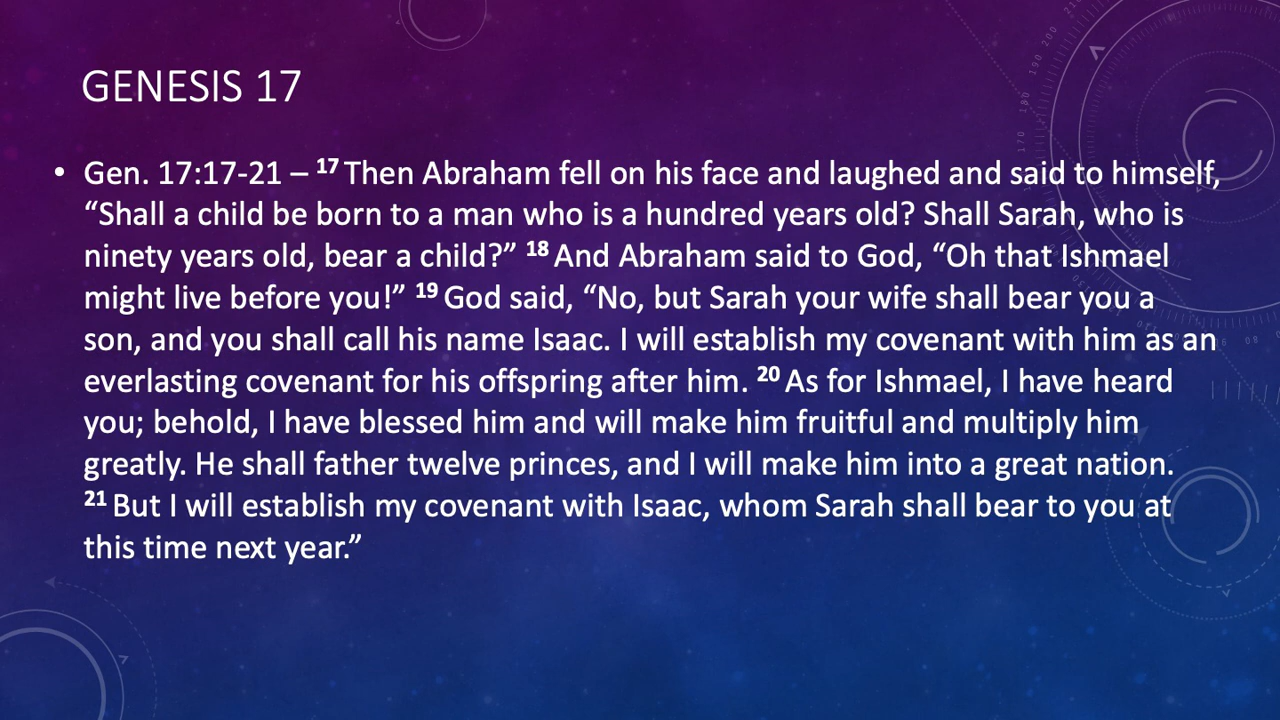 GENESIS 17
• Gen. 17:17-21 – 17 Then Abraham fell on his face and laughed and said to himself,
“Shall a child be born to a man who is a hundred years old? Shall Sarah, who is
ninety years old, bear a child?” 18 And Abraham said to God, “Oh that Ishmael
might live before you!” 19 God said, “No, but Sarah your wife shall bear you a
son, and you shall call his name Isaac. I will establish my covenant with him as an
everlasting covenant for his offspring after him. 20 As for Ishmael, I have heard
you; behold, I have blessed him and will make him fruitful and multiply him
greatly. He shall father twelve princes, and I will make him into a great nation.
21 But I will establish my covenant with Isaac, whom Sarah shall bear to you at
this time next year.”
170
180
190
200